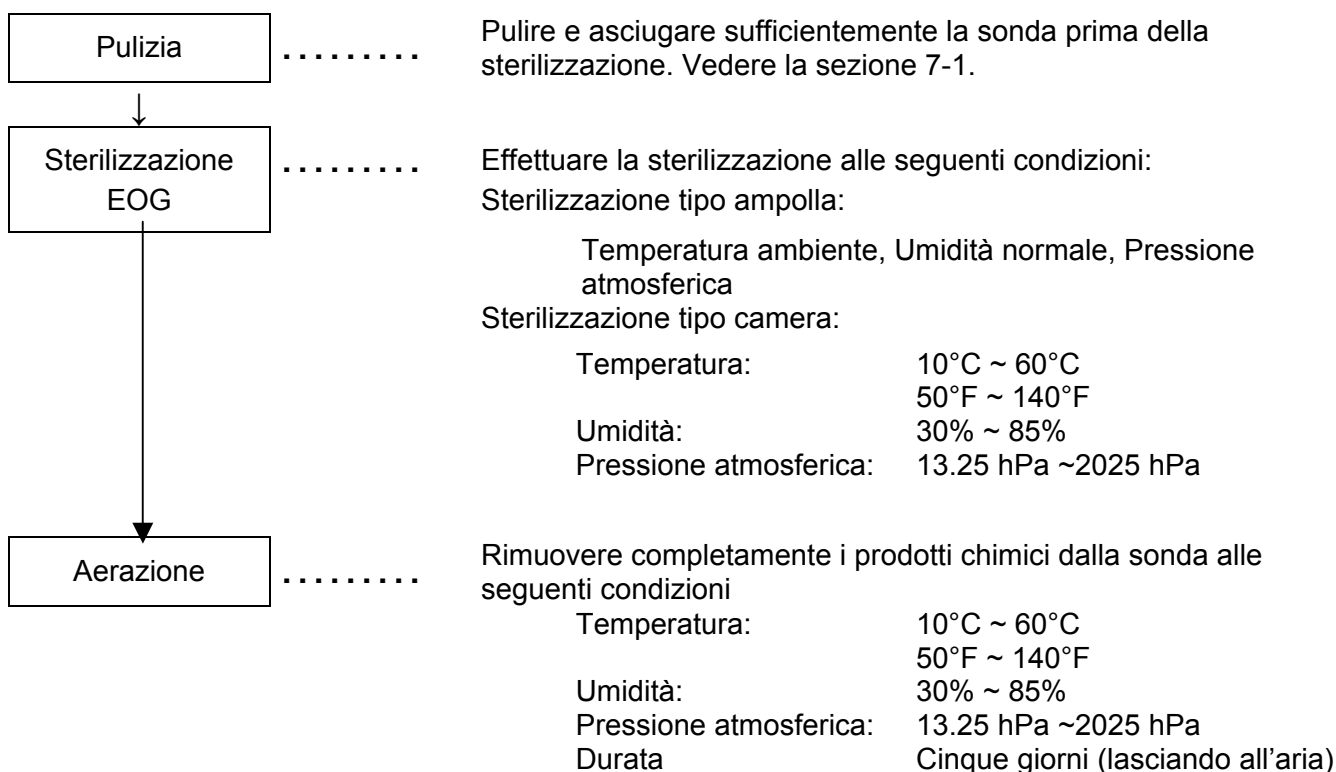 Pulizia ......... Pulire e asciugare sufficientemente la sonda prima della
sterilizzazione. Vedere la sezione 7-1.
↓
Sterilizzazione ......... Effettuare la sterilizzazione alle seguenti condizioni:
EOG Sterilizzazione tipo ampolla:
Temperatura ambiente, Umidità normale, Pressione
atmosferica
Sterilizzazione tipo camera:
Temperatura: 10°C ~ 60°C
50°F ~ 140°F
Umidità: 30% ~ 85%
Pressione atmosferica: 13.25 hPa ~2025 hPa
Aerazione ......... Rimuovere completamente i prodotti chimici dalla sonda alle
seguenti condizioni
Temperatura: 10°C ~ 60°C
50°F ~ 140°F
Umidità: 30% ~ 85%
Pressione atmosferica: 13.25 hPa ~2025 hPa
Durata Cinque giorni (lasciando all’aria)